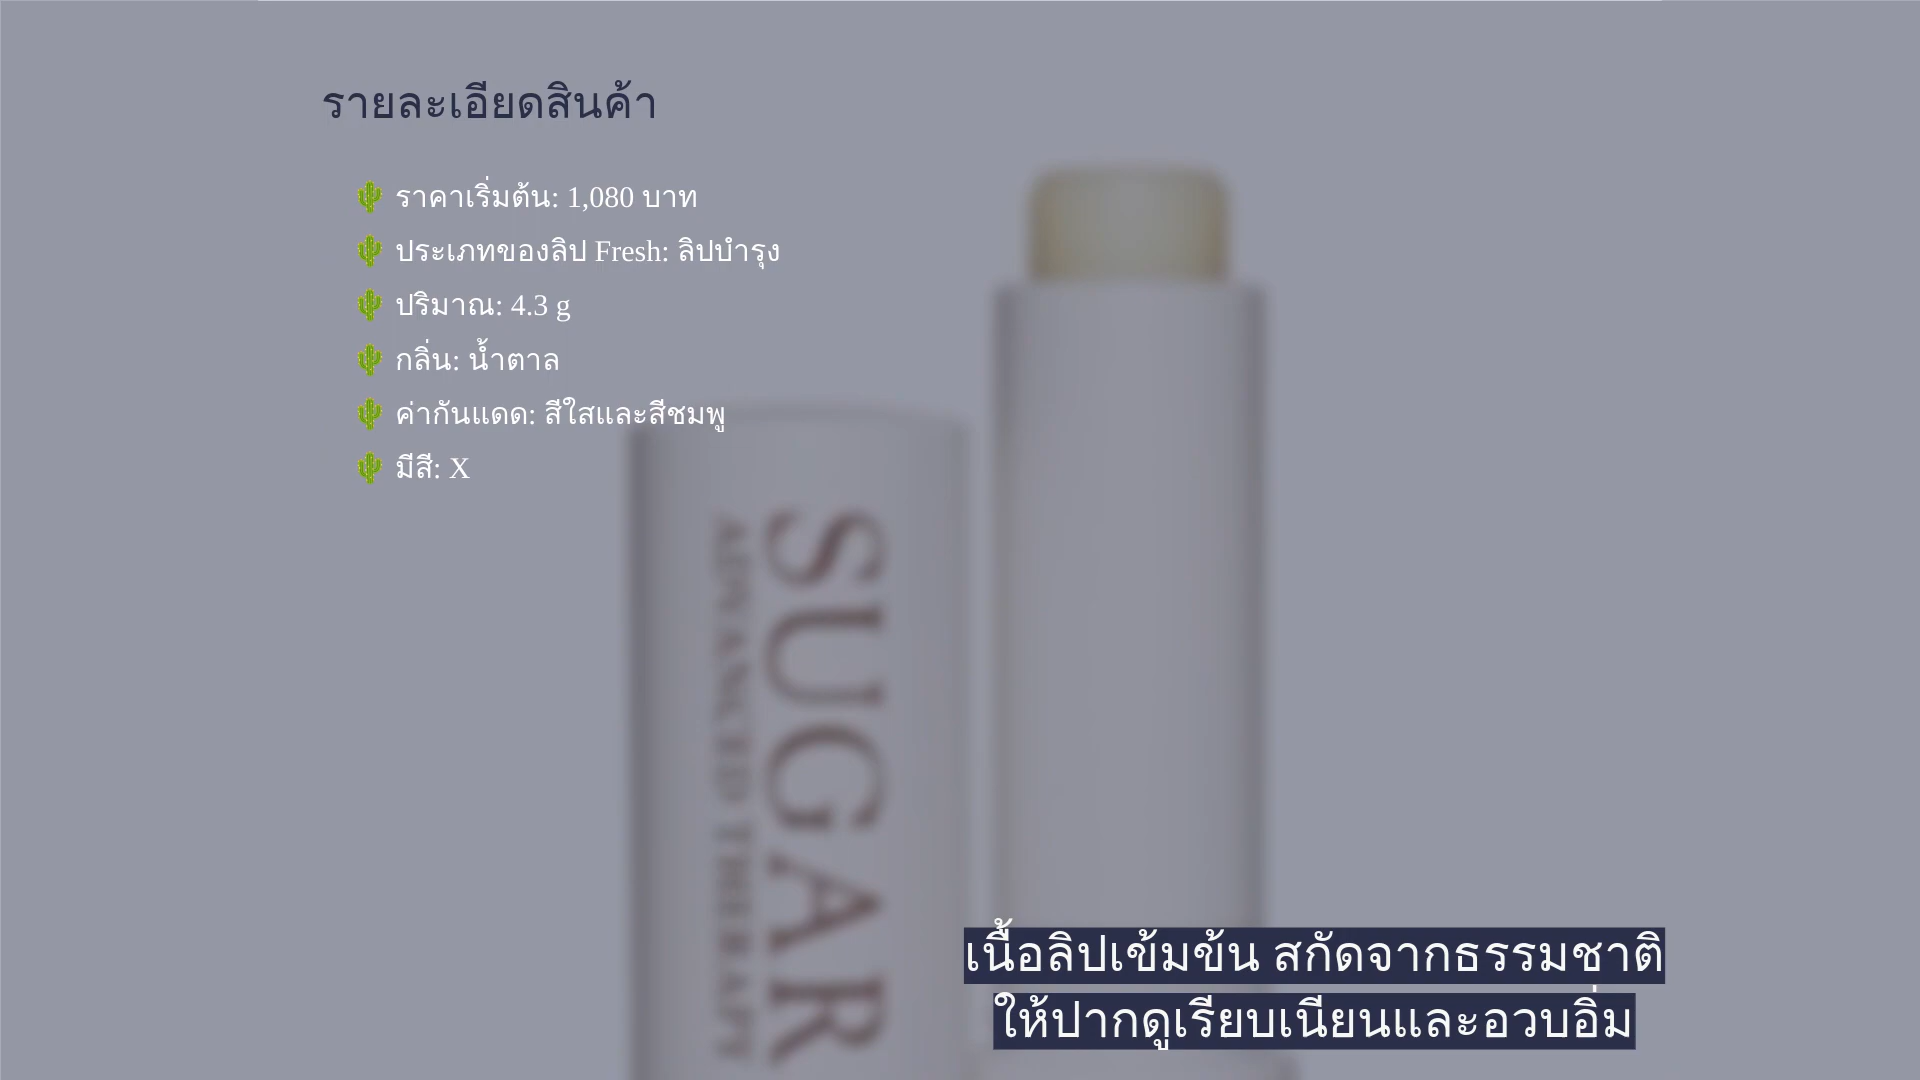 รายละเอียดสินค้า
🌵 ราคาเริ่มต้น: 1,080 บาท
🌵 ประเภทของลิป Fresh: ลิปบำรุง
🌵 ปริมาณ: 4.3 g
🌵 กลิ่น: น้ำตาล
🌵 ค่ากันแดด: สีใสและสีชมพู
🌵 มีสี: X
SUGAR
ADVANCED THERAPY
เนื้อลิปเข้มข้น สกัดจากธรรมชาติ
ให้ปากดูเรียบเนียนและอวบอิ่ม